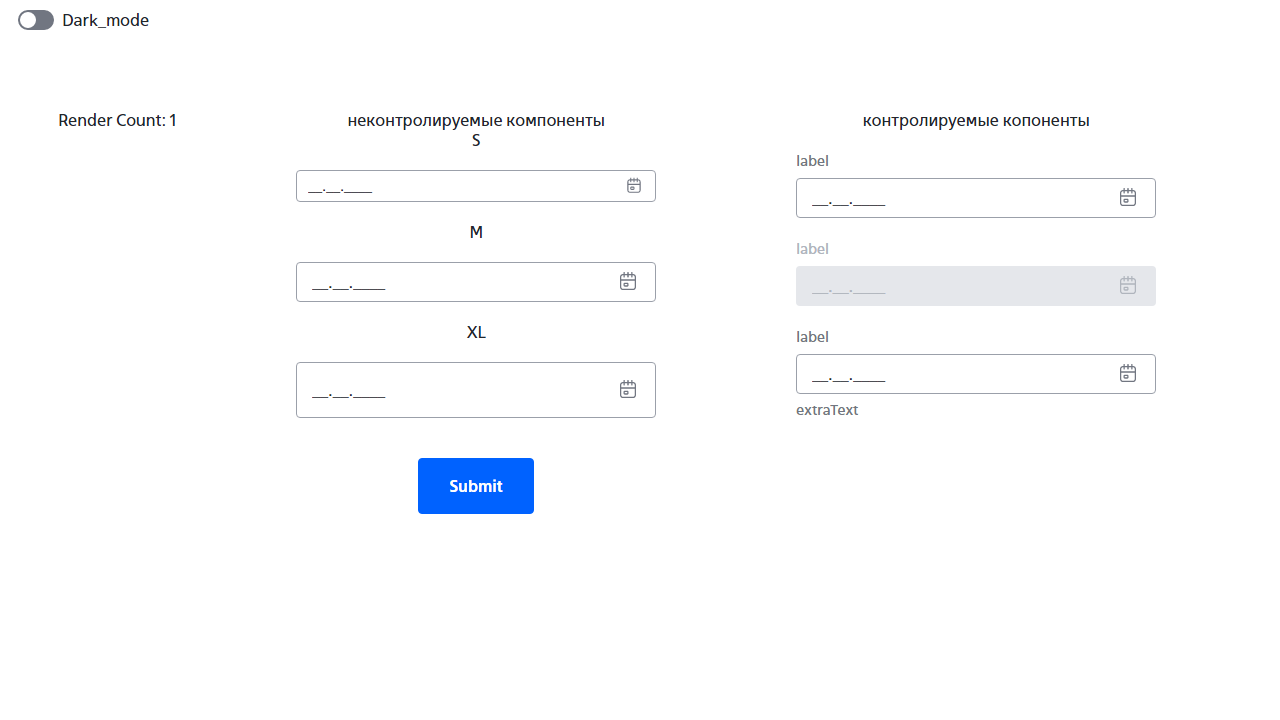 Dark_mode
Render Count: 1
неконтролируемые компоненты
S
__.__.____
M
__.__.____
XL
__.__.____
Submit
контролируемые копоненты
label
__.__.____
label
__.__.____
label
__.__.____
extraText